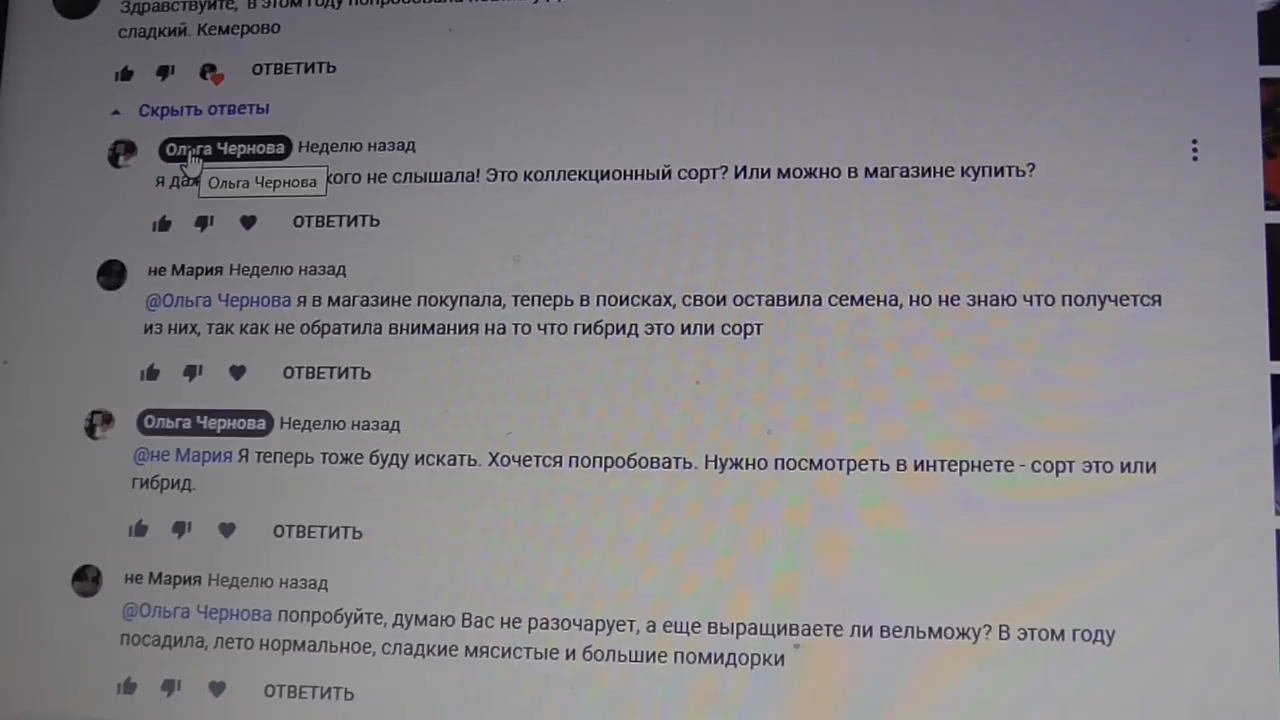 Здравствуйте, в этом году попробовала
сладкий. Кемерово
ОТВЕТИТЬ
Скрыть ответы
Ольга Чернова Неделю назад
я кого не слышала! Это коллекционный сорт? Или можно в магазине купить?
Ольга Чернова
ОТВЕТИТЬ
не Мария Неделю назад
@Ольга Чернова я в магазине покупала, теперь в поисках, свои оставила семена, но не знаю что получется
из них, так как не обратила внимания на то что гибрид это или сорт
ОТВЕТИТЬ
Ольга Чернова Неделю назад
@не Мария Я теперь тоже буду искать. Хочется попробовать. Нужно посмотреть в интернете - сорт это или
гибрид.
ОТВЕТИТЬ
не Мария Неделю назад
@Ольга Чернова попробуйте, думаю Вас не разочарует, а еще выращиваете ли вельможу? В этом году
посадила, лето нормальное, сладкие мясистые и большие помидорки
ОТВЕТИТЬ